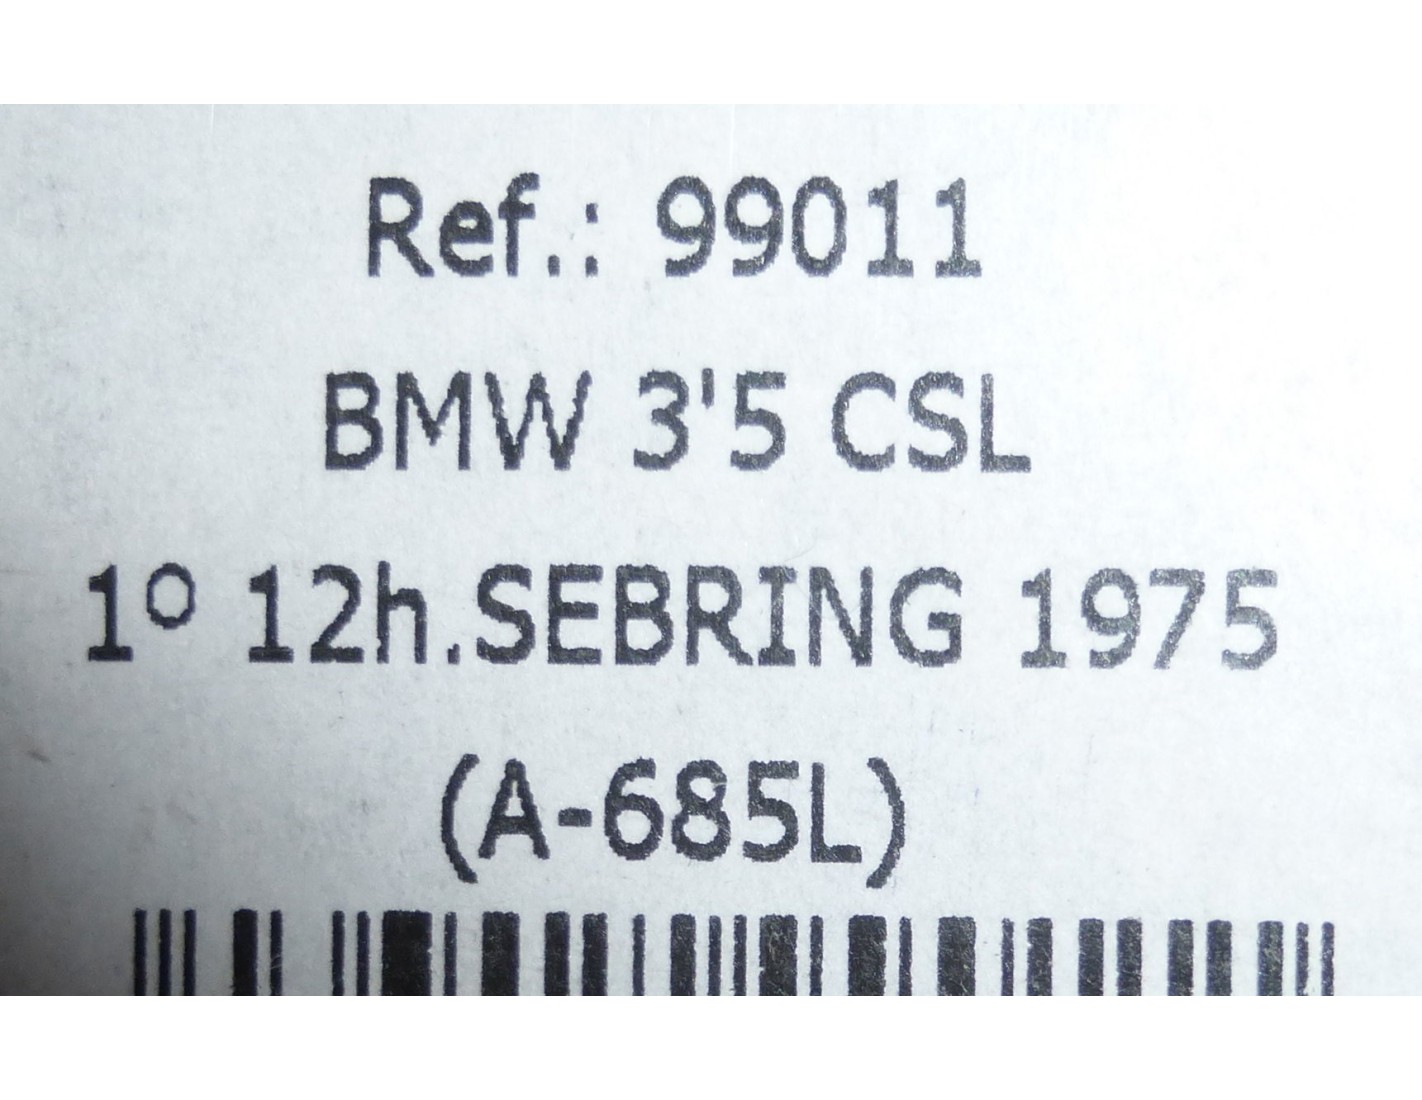 Ref.: 99011
BMW 3'5 CSL
1º 12h.SEBRING 1975
(A-685L)